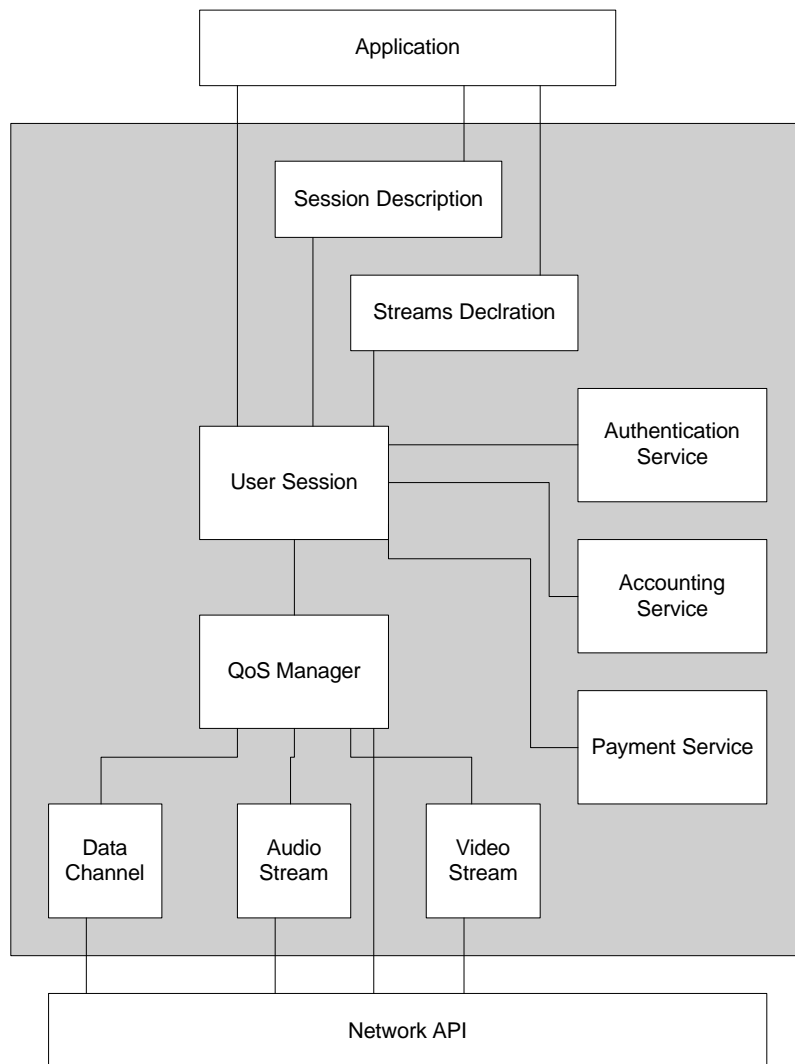 Application
Session Description
Streams Declration
Authentication
Service
User Session
Accounting
Service
QoS Manager
Payment Service
Data
Channel
Audio
Stream
Video
Stream
Network API